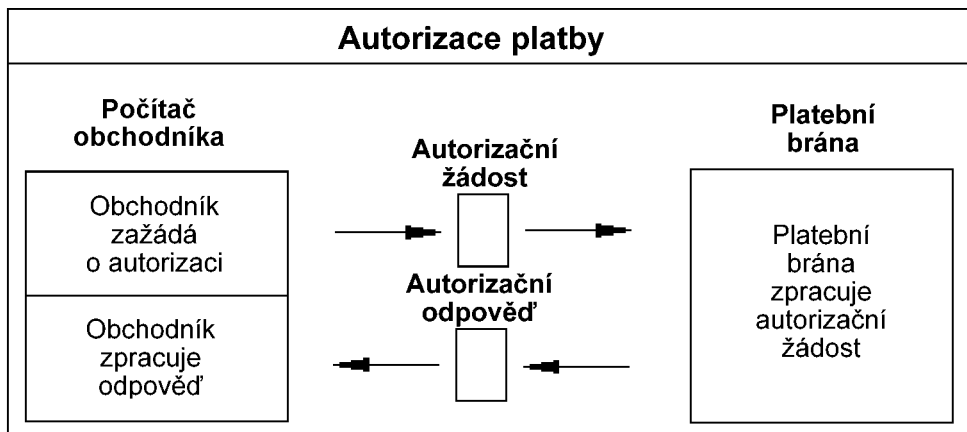 Autorizace platby
Počítač
obchodníka
Obchodník
zažádá
o autorizaci
Obchodník
zpracuje
odpověď
Autorizační
žádost
Autorizační
odpověď
Platební
brána
Platební
brána
zpracuje
autorizační
žádost